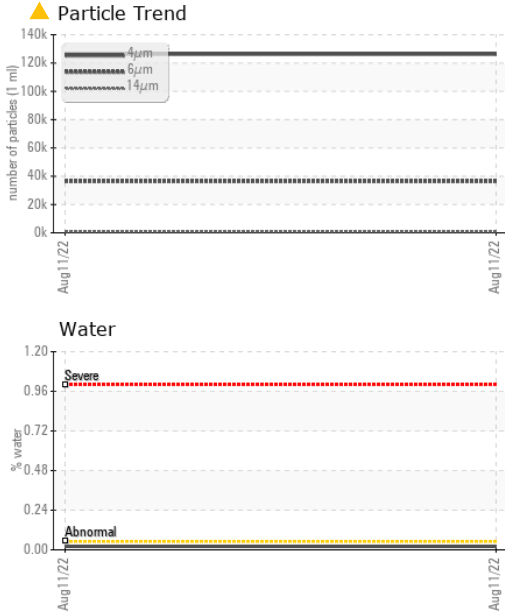 Particle Trend
140k
120k
100k
80k
60k
40k
20k
0k
number of particles (1 ml)
4µm
6µm
14µm
Aug11/22
Aug11/22
Water
1.20
0.96
0.72
0.48
0.24
0.00
% water
Severe
Abnormal
Aug11/22
Aug11/22